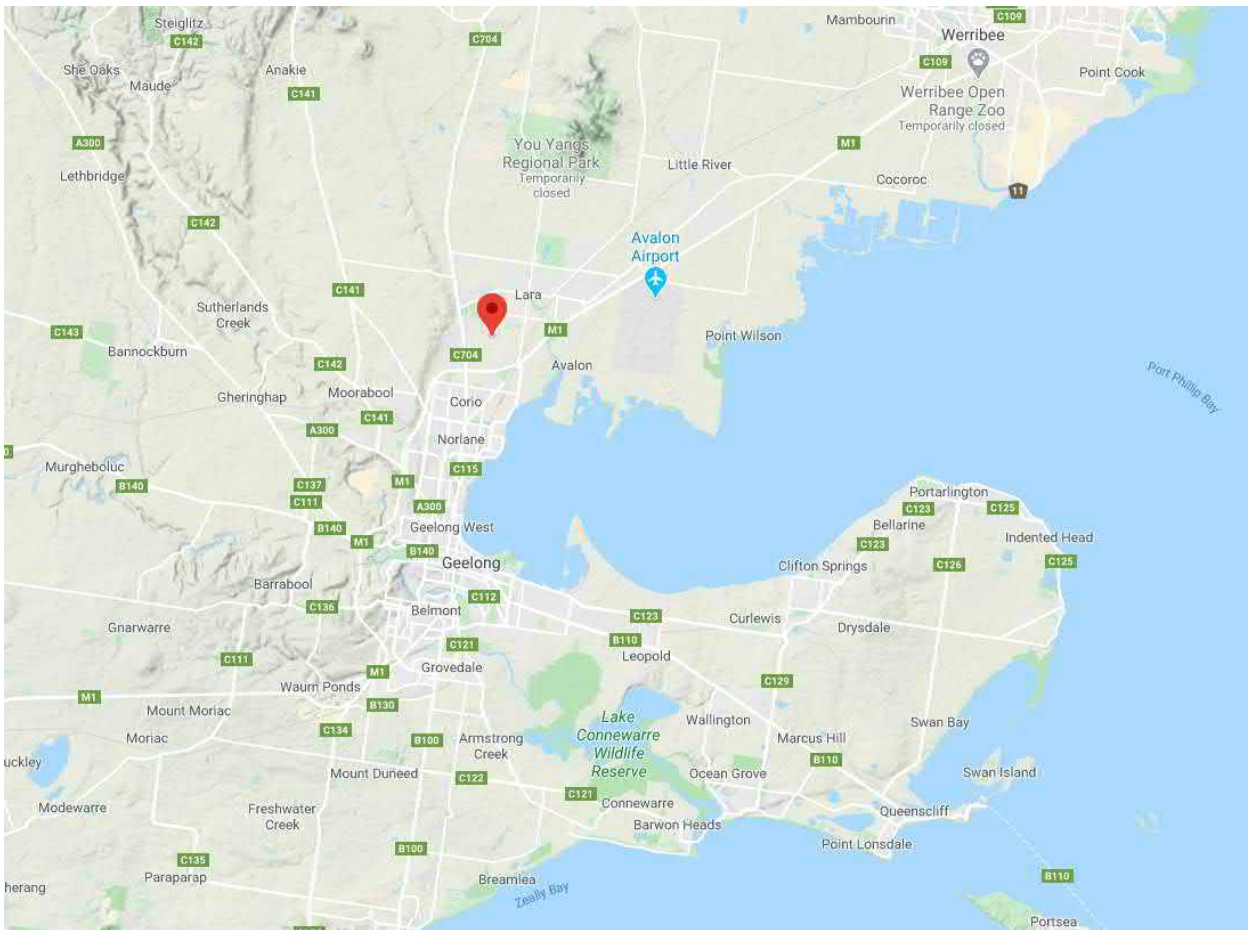 Steiglitz
C142
C704
Mambourin
C109
Werribee
C109
She Oaks
Maude
Anakie
C141
Point Cook
Werribee Open
Range Zoo
Temporarily closed
A300
You Yangs
Regional Park
Temporarily
closed
M1
Little River
Lethbridge
Cocoroc
11
C142
Avalon
Airport
C141
Lara
Sutherlands
Creek
C143
M1
Point Wilson
Bannockburn
C704
C142
Avalon
Port Phillip Bay
Gheringhap
Moorabool
Corio
C141
A300
Norlane
0
Murgheboluc
C115
B140
C137
M1
C111
A300
Portarlington
C123
C125
B140
Geelong West
Bellarine
M1
B140
C123
Indented Head
Geelong
Clifton Springs
C126
C125
Barrabool
C112
C136
Belmont
C123
Curlewis
Gnarwarre
B110
Drysdale
C121
C111
Leopold
Grovedale
M1
Waurn Ponds
C129
M1
B130
Mount Moriac
Lake
Connewarre
Wildlife
Reserve
Wallington
Swan Bay
C134
Moriac
B100
Armstrong
Creek
Marcus Hill
B110
uckley
Mount Duneed
C122
Ocean Grove
Swan Island
C121
Modewarre
Freshwater
Creek
Connewarre
Queenscliff
Barwon Heads
B100
Point Lonsdale
C135
Paraparap
B110
herang
Breamlea
Zeally Bay
Portsea